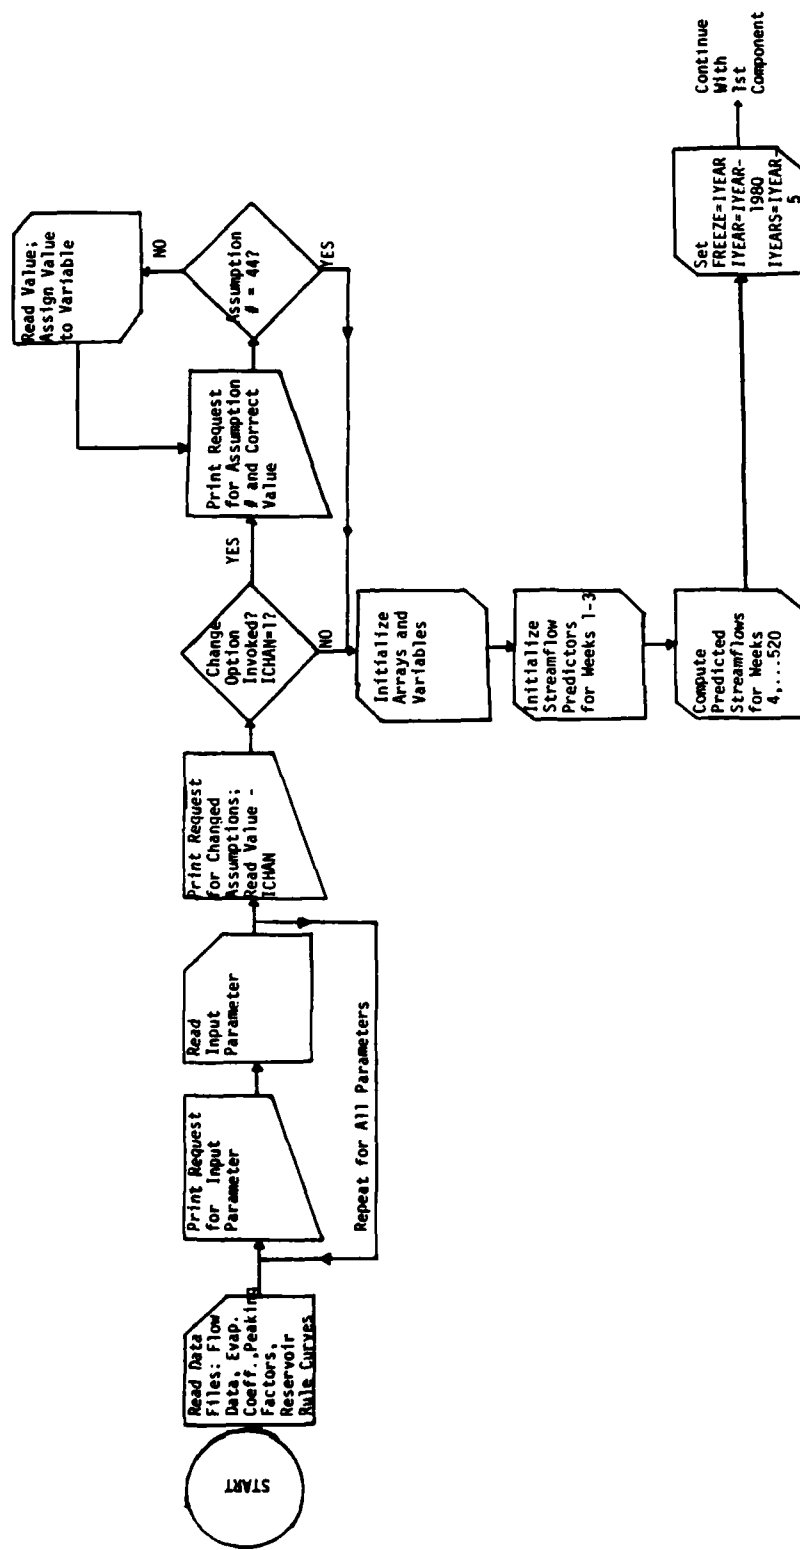 START
Read Data
Files: Flow
Data, Evap.
Coeff.,Peaking
Factors,
Reservoir
Rule Curves
Print Request
for Input
Parameter
Read
Input
Parameter
Repeat for All Parameters
Print Request
for Changed
Assumptions;
Read Value -
ICHAN
Change
Option
Invoked?
ICHAN=1?
YES
NO
Print Request
for Assumption
# and Correct
Value
Assumption
# = 44?
NO
YES
Read Value;
Assign Value
to Variable
Initialize
Arrays and
Variables
Initialize
Streamflow
Predictors
for Weeks 1-3
Compute
Predicted
Streamflows
for Weeks
4,...520
Set
FREEZE=IYEAR
IYEAR=IYEAR-
1980
IYEARS=IYEAR-
5
Continue
With
1st
Component